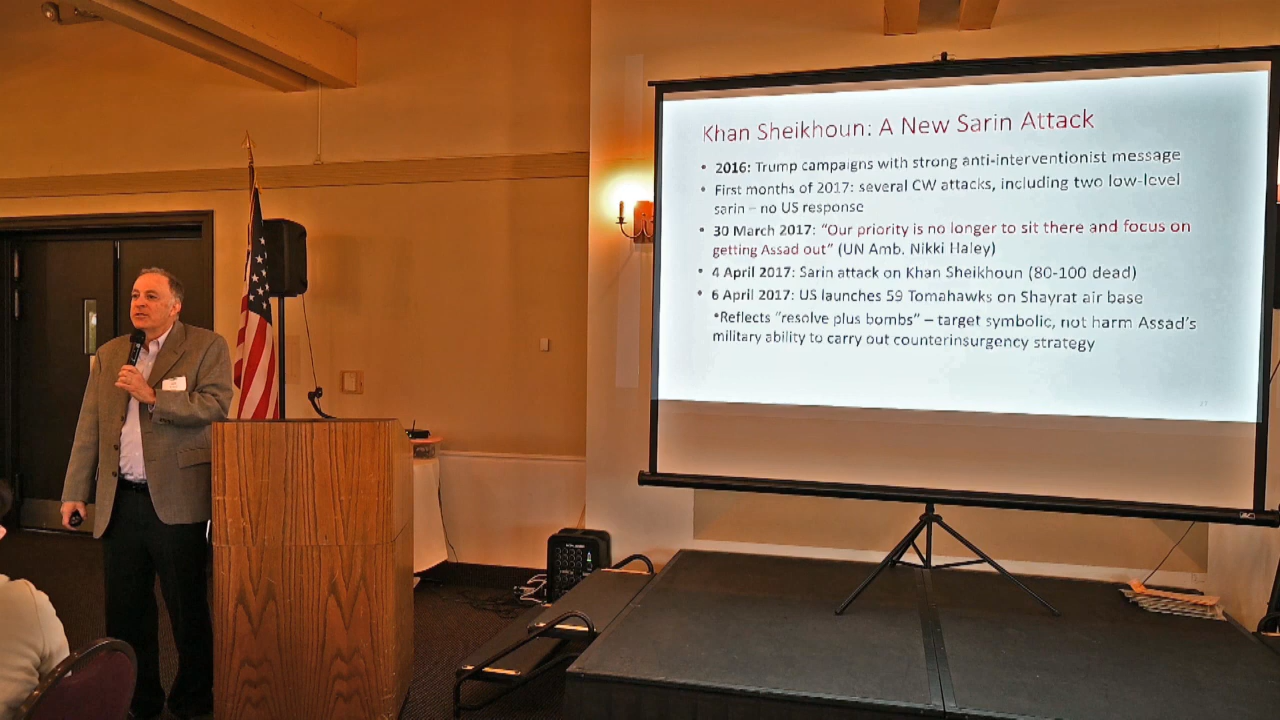 Khan Sheikhoun: A New Sarin Attack
• 2016: Trump campaigns with strong anti-interventionist message
• First months of 2017: several CW attacks, including two low-level
sarin – no US response
• 30 March 2017: "Our priority is no longer to sit there and focus on
getting Assad out" (UN Amb. Nikki Haley)
• 4 April 2017: Sarin attack on Khan Sheikhoun (80-100 dead)
• 6 April 2017: US launches 59 Tomahawks on Shayrat air base
•Reflects "resolve plus bombs" – target symbolic, not harm Assad's
military ability to carry out counterinsurgency strategy